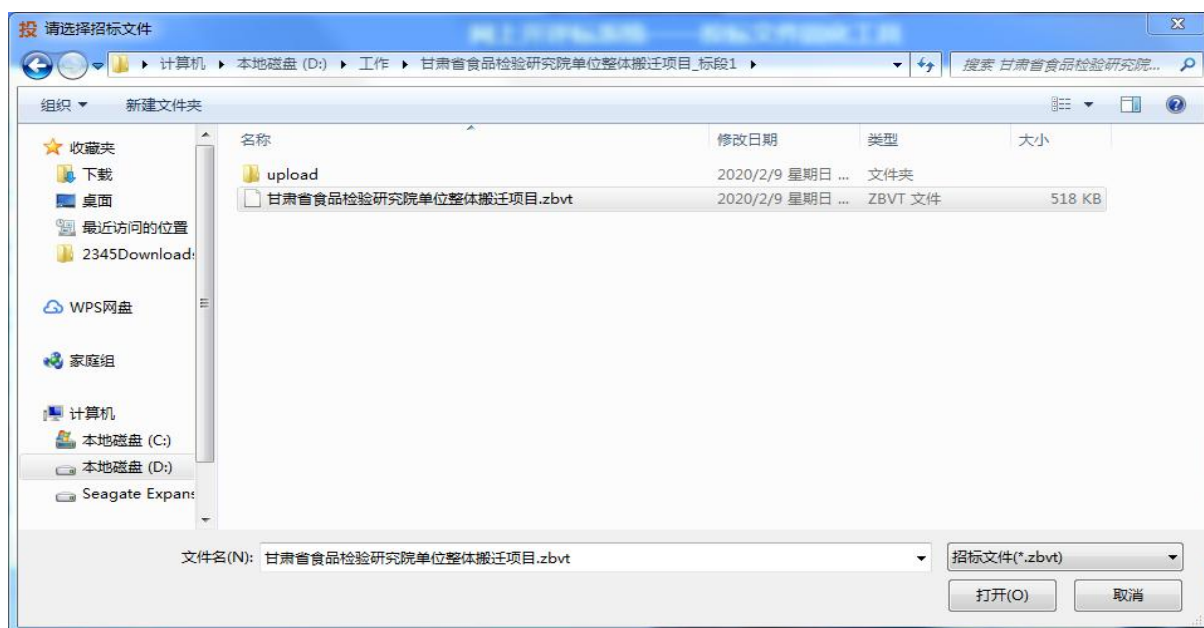 投 请选择招标文件
计算机 本地磁盘 (D:) 工作 甘肃省食品检验研究院单位整体搬迁项目_标段1 搜索 甘肃省食品检验研究院...
组织 新建文件夹
名称 修改日期 类型 大小
upload 2020/2/9 星期日 ... 文件夹
甘肃省食品检验研究院单位整体搬迁项目.zbvt 2020/2/9 星期日 ... ZBVT 文件 518 KB
收藏夹
下载
桌面
最近访问的位置
2345Downloads
WPS网盘
家庭组
计算机
本地磁盘 (C:)
本地磁盘 (D:)
Seagate Expans
文件名(N): 甘肃省食品检验研究院单位整体搬迁项目.zbvt 招标文件(*.zbvt)
打开(O) 取消